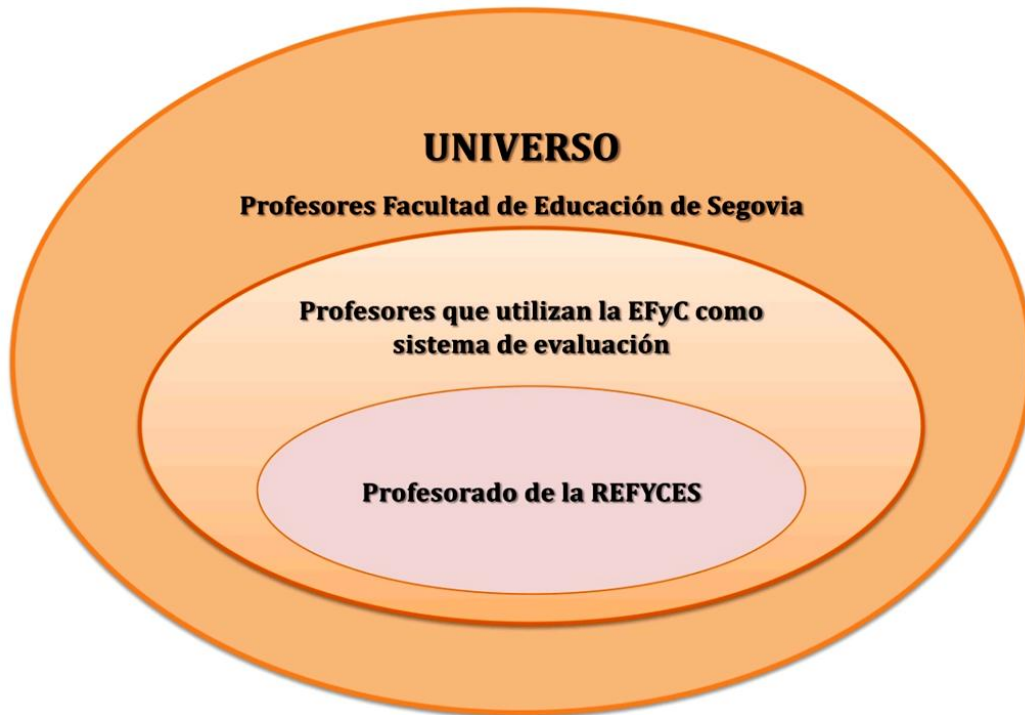 UNIVERSO
Profesores Facultad de Educación de Segovia
Profesores que utilizan la EFyC como
sistema de evaluación
Profesorado de la REFYCES